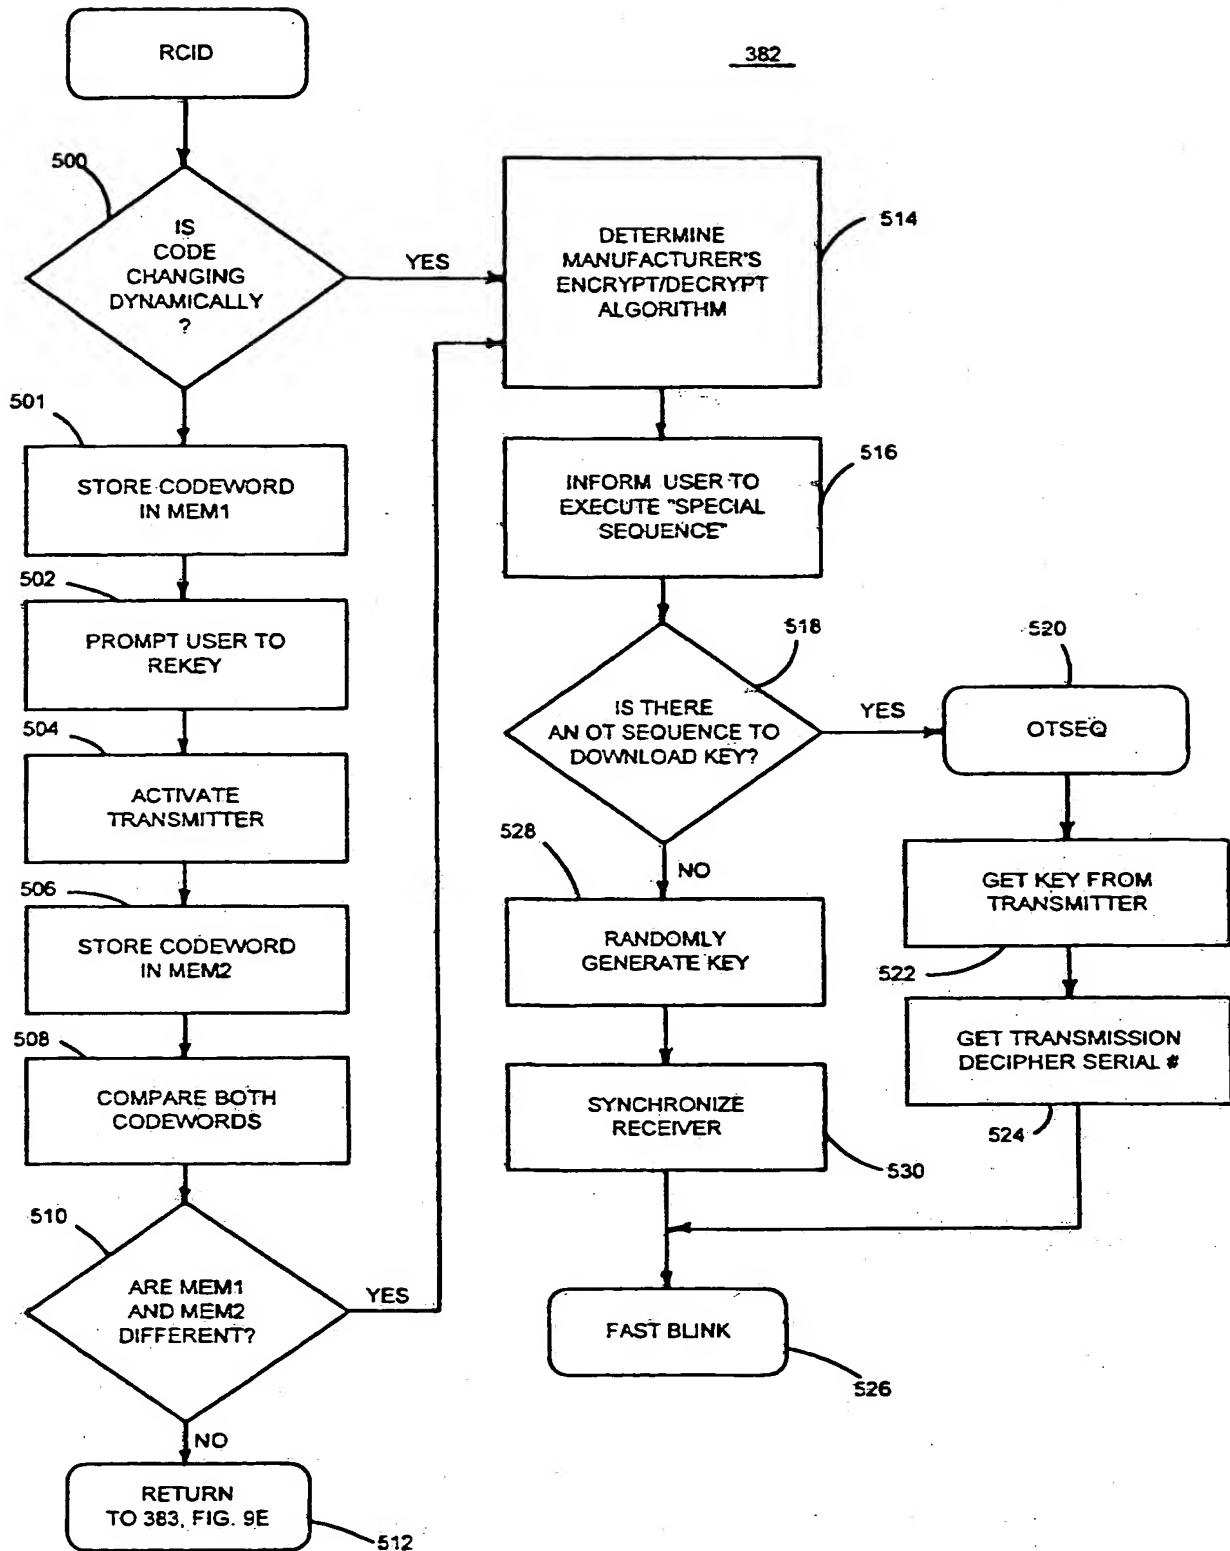 RCID
382
500
IS
CODE
CHANGING
DYNAMICALLY
?
YES
501
STORE CODEWORD
IN MEM1
502
PROMPT USER TO
REKEY
504
ACTIVATE
TRANSMITTER
506
STORE CODEWORD
IN MEM2
508
COMPARE BOTH
CODEWORDS
510
ARE MEM1
AND MEM2
DIFFERENT?
YES
NO
RETURN
TO 383, FIG. 9E
512
DETERMINE
MANUFACTURER'S
ENCRYPT/DECRYPT
ALGORITHM
514
INFORM USER TO
EXECUTE "SPECIAL
SEQUENCE"
516
518
IS THERE
AN OT SEQUENCE TO
DOWNLOAD KEY?
YES
NO
520
OTSEQ
GET KEY FROM
TRANSMITTER
522
GET TRANSMISSION
DECIPHER SERIAL #
524
528
RANDOMLY
GENERATE KEY
SYNCHRONIZE
RECEIVER
530
FAST BLINK
526